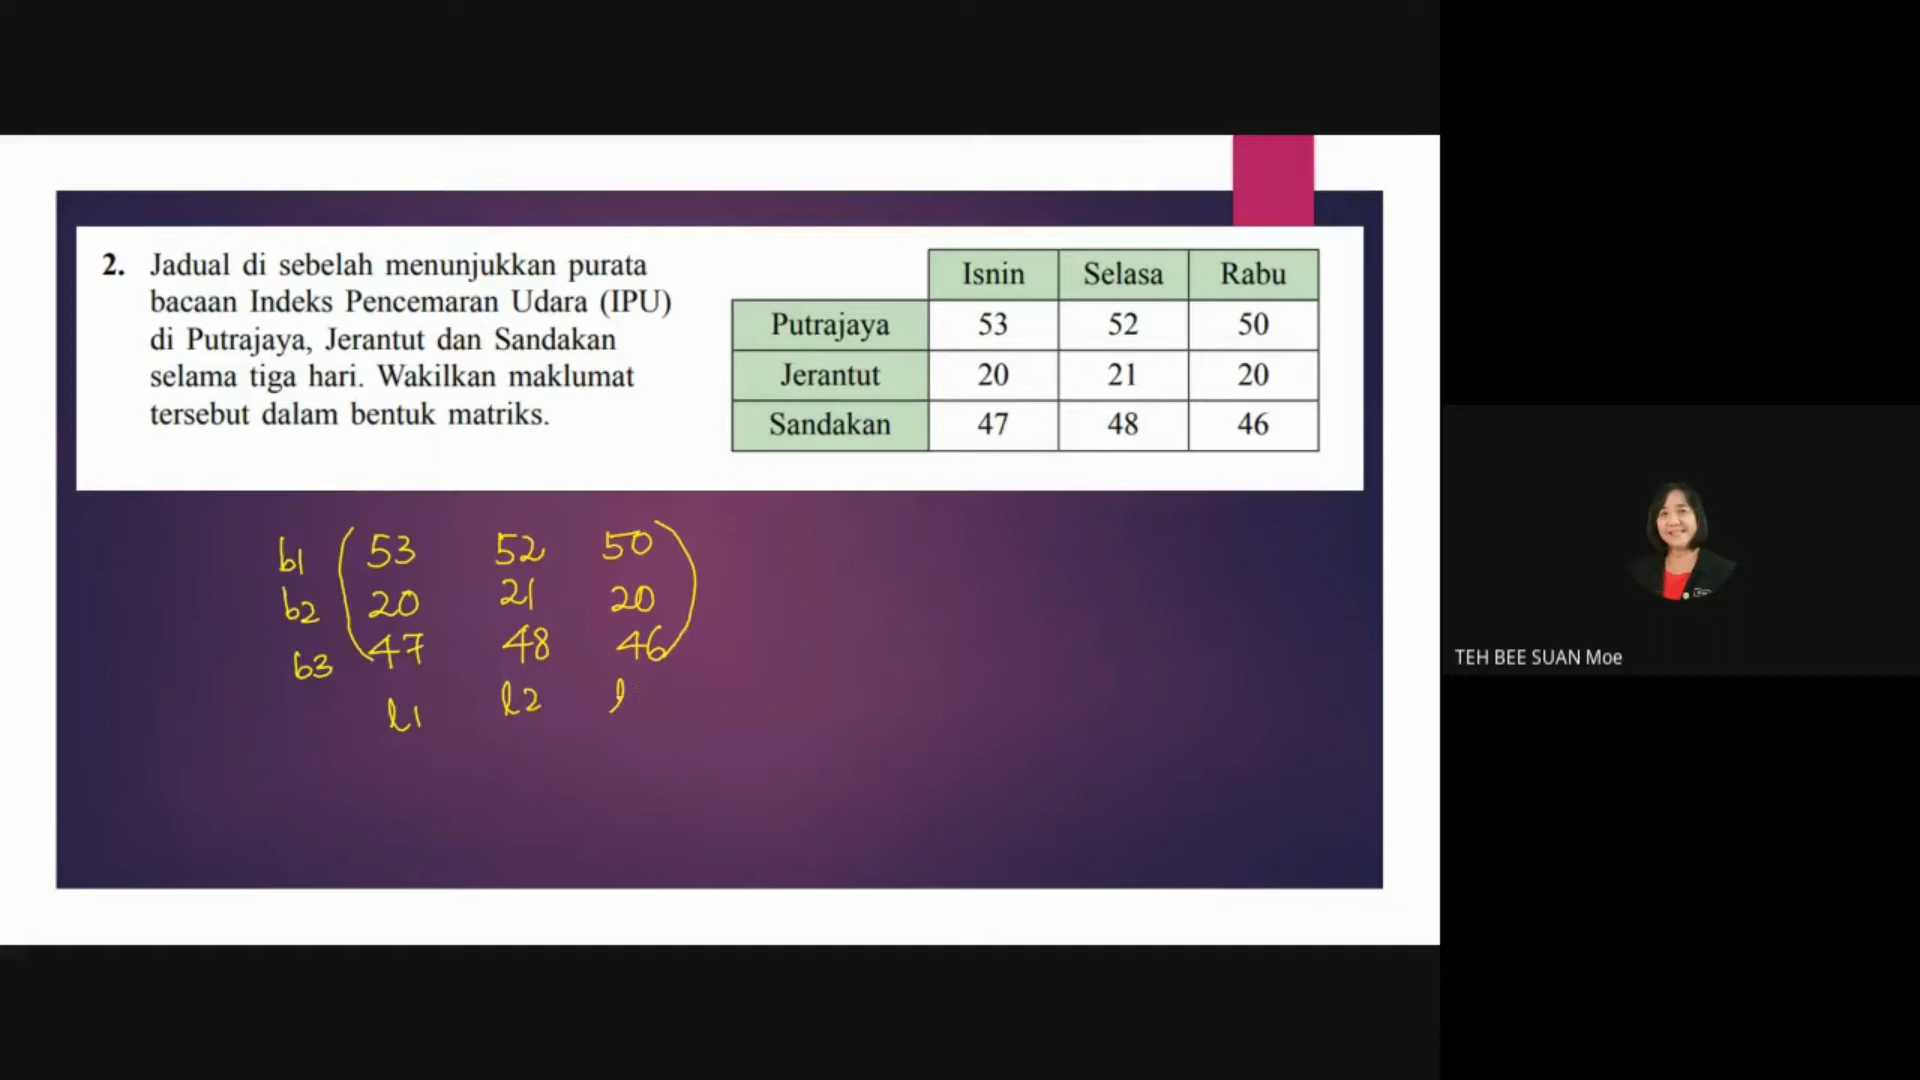 2. Jadual di sebelah menunjukkan purata
bacaan Indeks Pencemaran Udara (IPU)
di Putrajaya, Jerantut dan Sandakan
selama tiga hari. Wakilkan maklumat
tersebut dalam bentuk matriks.
Isnin Selasa Rabu
Putrajaya 53 52 50
Jerantut 20 21 20
Sandakan 47 48 46
b1 53 52 50
b2 20 21 20
b3 47 48 46
l1 l2 l
TEH BEE SUAN Moe